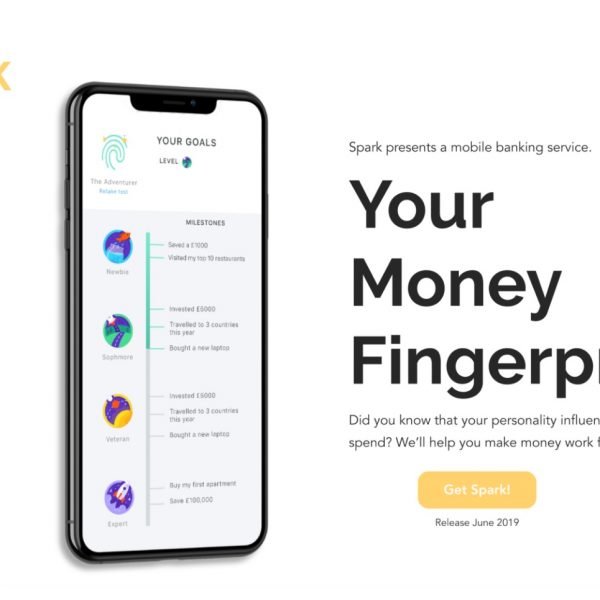 K
YOUR GOALS
LEVEL
The Adventurer
Retake test
MILESTONES
Saved a £1000
Visited my top 10 restaurants
Newbie
Invested £5000
Travelled to 3 countries
this year
Bought a new laptop
Sophmore
Invested £5000
Travelled to 3 countries
this year
Bought a new laptop
Veteran
Buy my first apartment
Save £100,000
Expert
Spark presents a mobile banking service.
Your
Money
Fingerpr
Did you know that your personality influen
spend? We'll help you make money work f
Get Spark!
Release June 2019